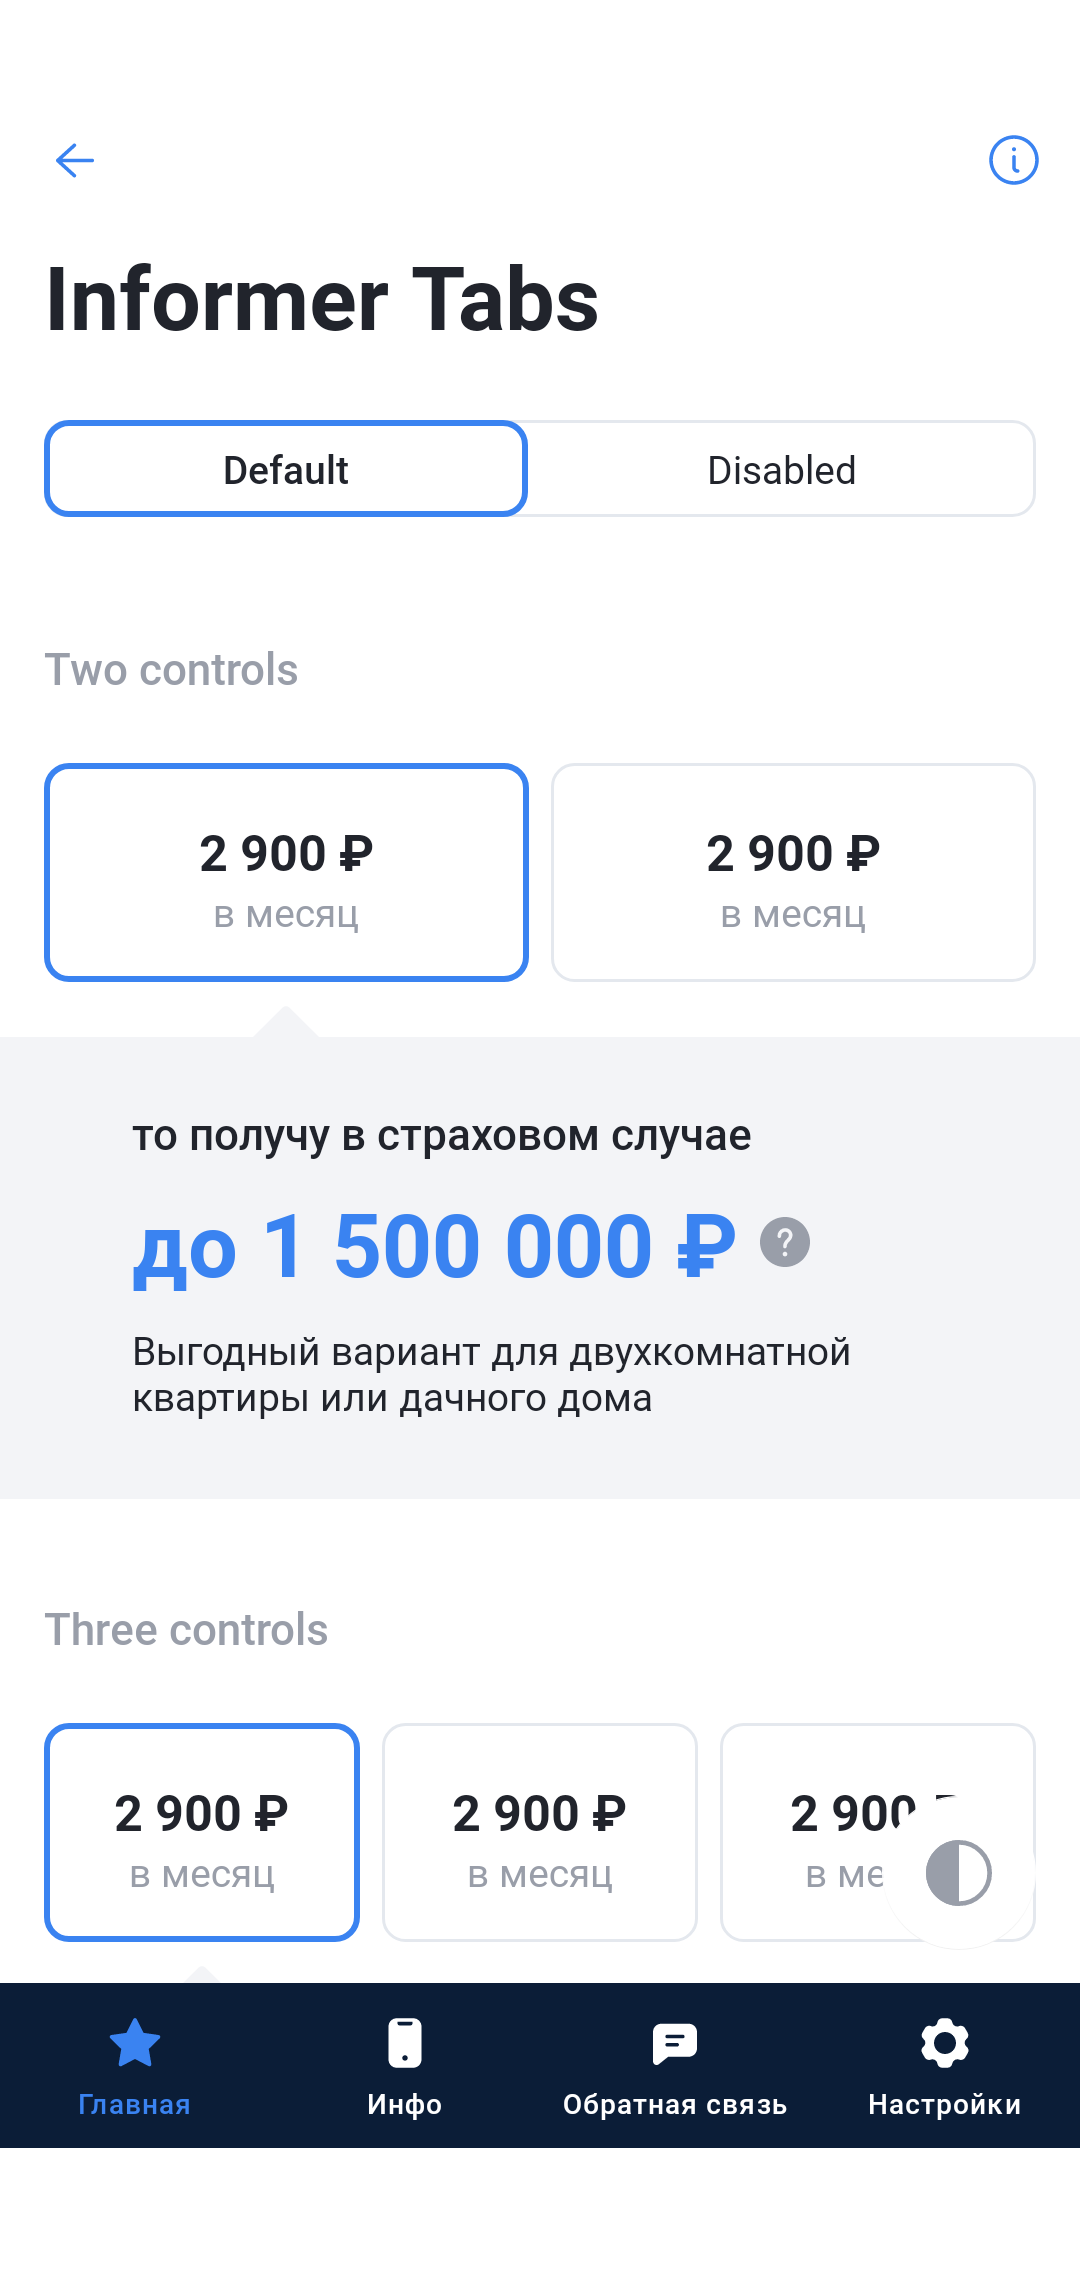 Informer Tabs
Default Disabled
Two controls
2 900 ₽ 2 900 ₽
в месяц в месяц
то получу в страховом случае
до 1 500 000 ₽
Выгодный вариант для двухкомнатной
квартиры или дачного дома
Three controls
2 900 ₽ 2 900 ₽ 2 900
в месяц в месяц в ме
Главная Инфо Обратная связь Настройки